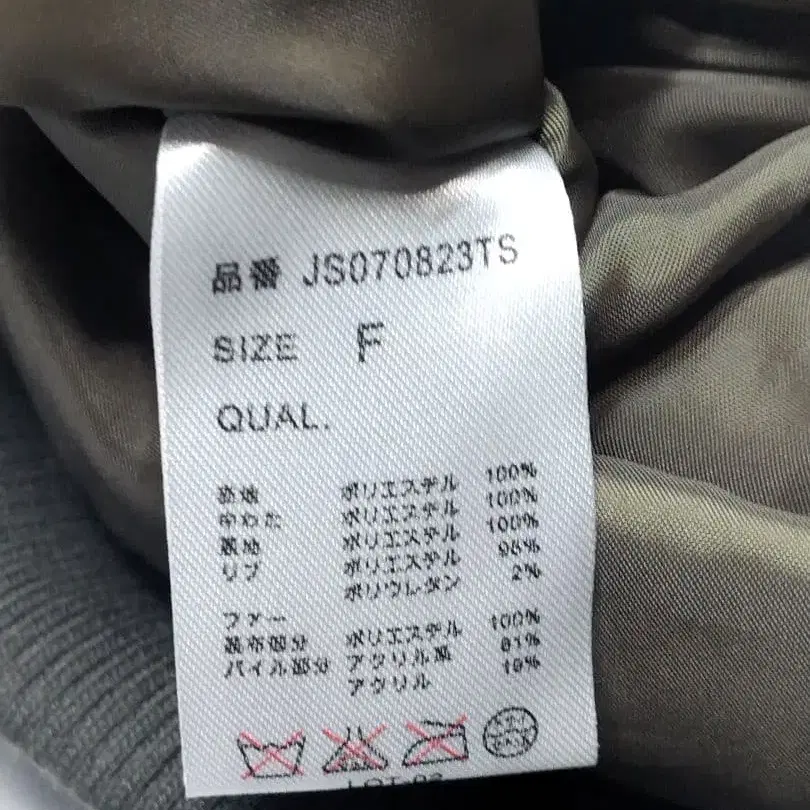 品番 JS070823TS
SIZE F
QUAL.
表地 ポリエステル 100%
中わた ポリエステル 100%
裏地 ポリエステル 100%
リブ ポリエステル 98%
ポリウレタン 2%
ファー
基布部分 ポリエステル 100%
パイル部分 アクリル系 81%
アクリル 19%
LOT-02